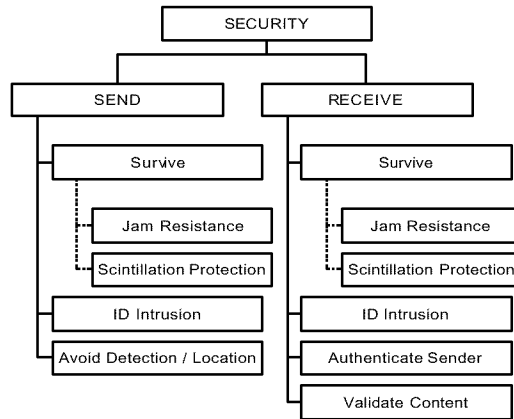 SECURITY
SEND
RECEIVE
Survive
Survive
Jam Resistance
Jam Resistance
Scintillation Protection
Scintillation Protection
ID Intrusion
ID Intrusion
Avoid Detection / Location
Authenticate Sender
Validate Content